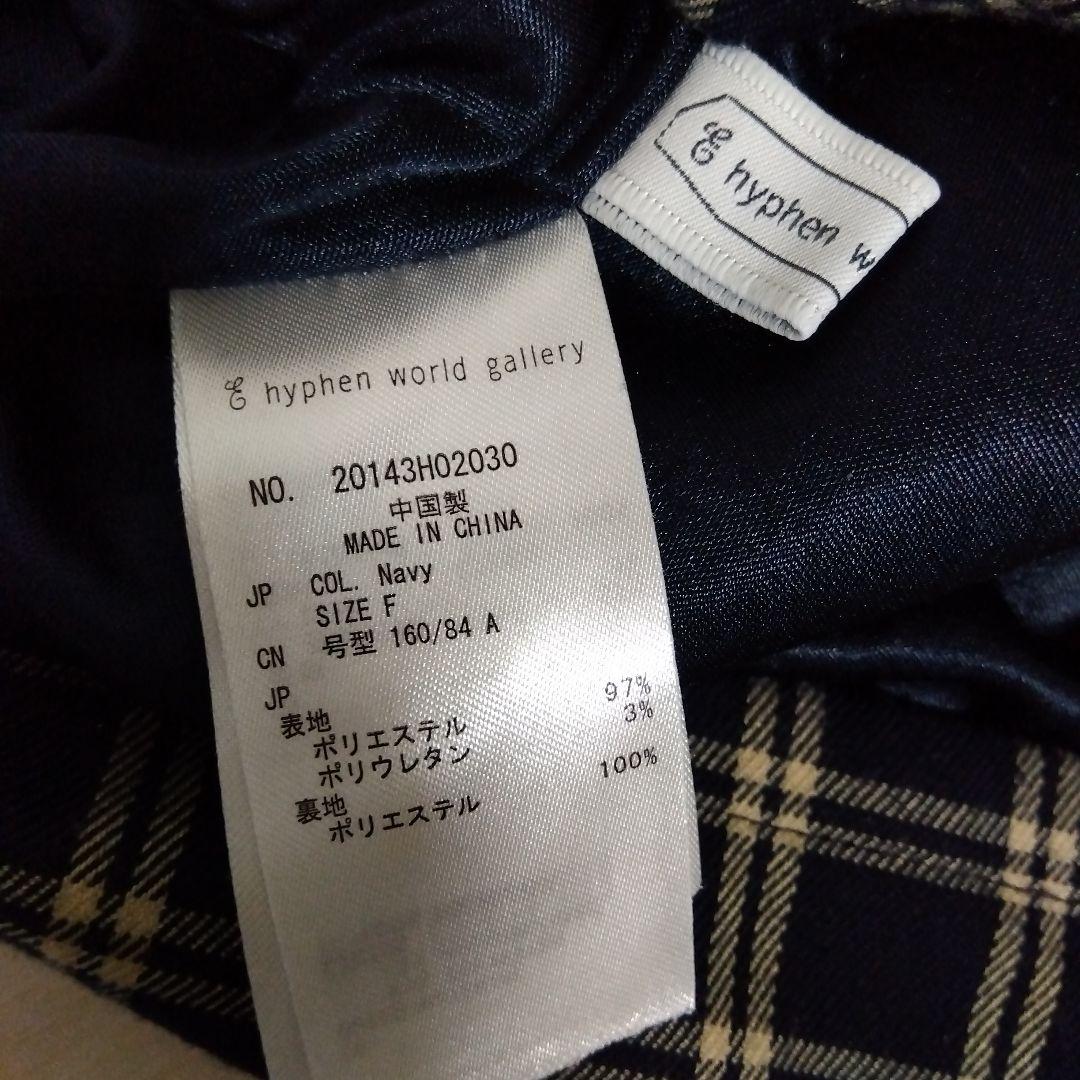 hyphen w
hyphen world gallery
NO. 20143H02030
中国製
MADE IN CHINA
JP COL. Navy
SIZE F
CN 号型 160/84 A
JP
表地
ポリエステル 97%
ポリウレタン 3%
裏地
ポリエステル 100%